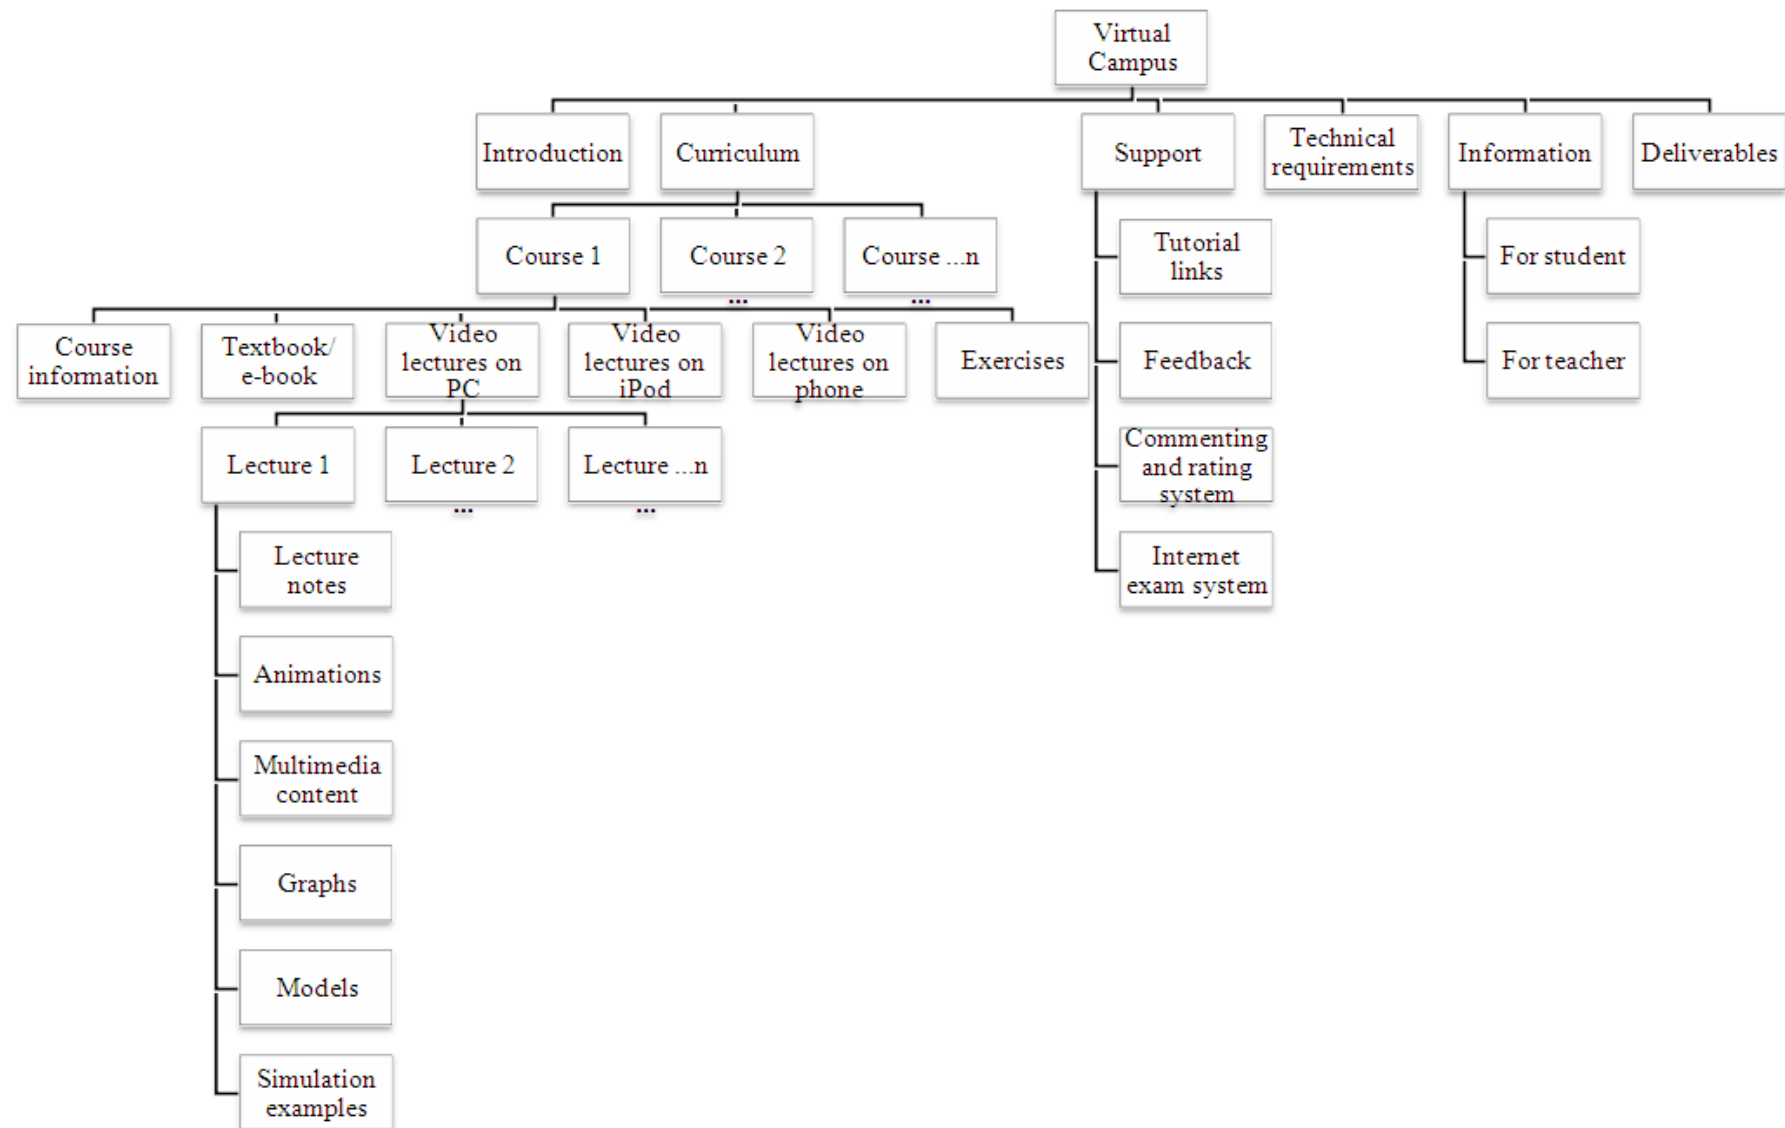 Virtual
Campus
Introduction
Curriculum
Support
Technical
requirements
Information
Deliverables
Course 1
Course 2
Course ...n
...
...
Tutorial
links
For student
Course
information
Textbook/
e-book
Video
lectures on
PC
Video
lectures on
iPod
Video
lectures on
phone
Exercises
Feedback
For teacher
Lecture 1
Lecture 2
Lecture ...n
...
...
Commenting
and rating
system
Lecture
notes
Internet
exam system
Animations
Multimedia
content
Graphs
Models
Simulation
examples